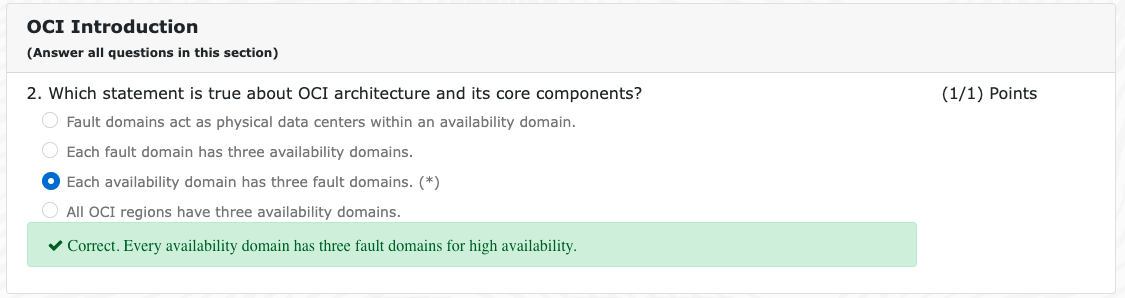 OCI Introduction
(Answer all questions in this section)
2. Which statement is true about OCI architecture and its core components? (1/1) Points
Fault domains act as physical data centers within an availability domain.
Each fault domain has three availability domains.
Each availability domain has three fault domains. (*)
All OCI regions have three availability domains.
Correct. Every availability domain has three fault domains for high availability.